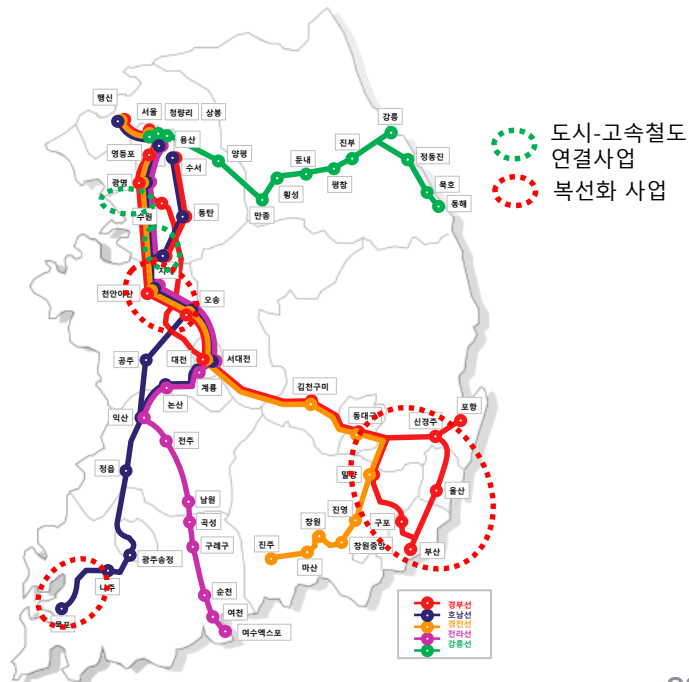 행신
서울
청량리
상봉
강릉
용산
도시-고속철도
연결사업
영등포
수서
양평
둔내
진부
정동진
광명
횡성
평창
묵호
복선화 사업
수원
동탄
만종
동해
천안아산
오송
공주
대전
서대전
계룡
김천구미
논산
동대구
신경주
포항
익산
전주
정읍
밀양
울산
남원
창원
진영
구포
곡성
진주
창원중앙
부산
광주송정
구례구
마산
나주
순천
목포
여천
여수엑스포
경부선
호남선
경전선
전라선
강릉선